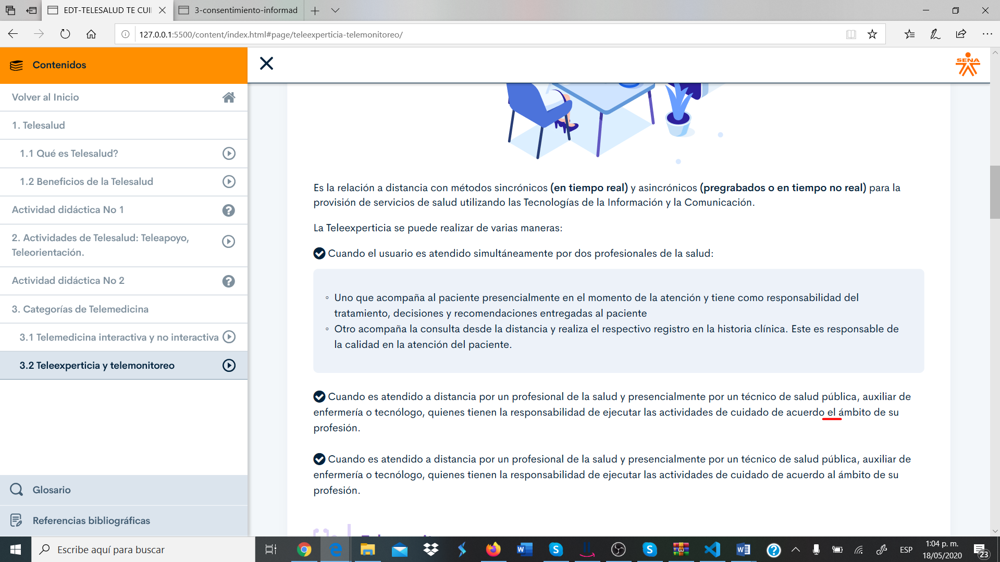 EDT-TELESALUD TE CUI
3-consentimiento-informad
127.0.0.1:5500/content/index.html#page/teleexperticia-telemonitoreo/
Contenidos
SENA
Volver al Inicio
1. Telesalud
1.1 Qué es Telesalud?
1.2 Beneficios de la Telesalud
Actividad didáctica No 1
2. Actividades de Telesalud: Teleapoyo,
Teleorientación.
Actividad didáctica No 2
3. Categorías de Telemedicina
3.1 Telemedicina interactiva y no interactiva
3.2 Teleexperticia y telemonitoreo
Glosario
Referencias bibliográficas
Es la relación a distancia con métodos sincrónicos (en tiempo real) y asincrónicos (pregrabados o en tiempo no real) para la
provisión de servicios de salud utilizando las Tecnologías de la Información y la Comunicación.
La Teleexperticia se puede realizar de varias maneras:
Cuando el usuario es atendido simultáneamente por dos profesionales de la salud:
Uno que acompaña al paciente presencialmente en el momento de la atención y tiene como responsabilidad del
tratamiento, decisiones y recomendaciones entregadas al paciente
Otro acompaña la consulta desde la distancia y realiza el respectivo registro en la historia clínica. Este es responsable de
la calidad en la atención del paciente.
Cuando es atendido a distancia por un profesional de la salud y presencialmente por un técnico de salud pública, auxiliar de
enfermería o tecnólogo, quienes tienen la responsabilidad de ejecutar las actividades de cuidado de acuerdo el ámbito de su
profesión.
Cuando es atendido a distancia por un profesional de la salud y presencialmente por un técnico de salud pública, auxiliar de
enfermería o tecnólogo, quienes tienen la responsabilidad de ejecutar las actividades de cuidado de acuerdo al ámbito de su
profesión.
Escribe aquí para buscar
ESP
1:04 p. m.
18/05/2020
23